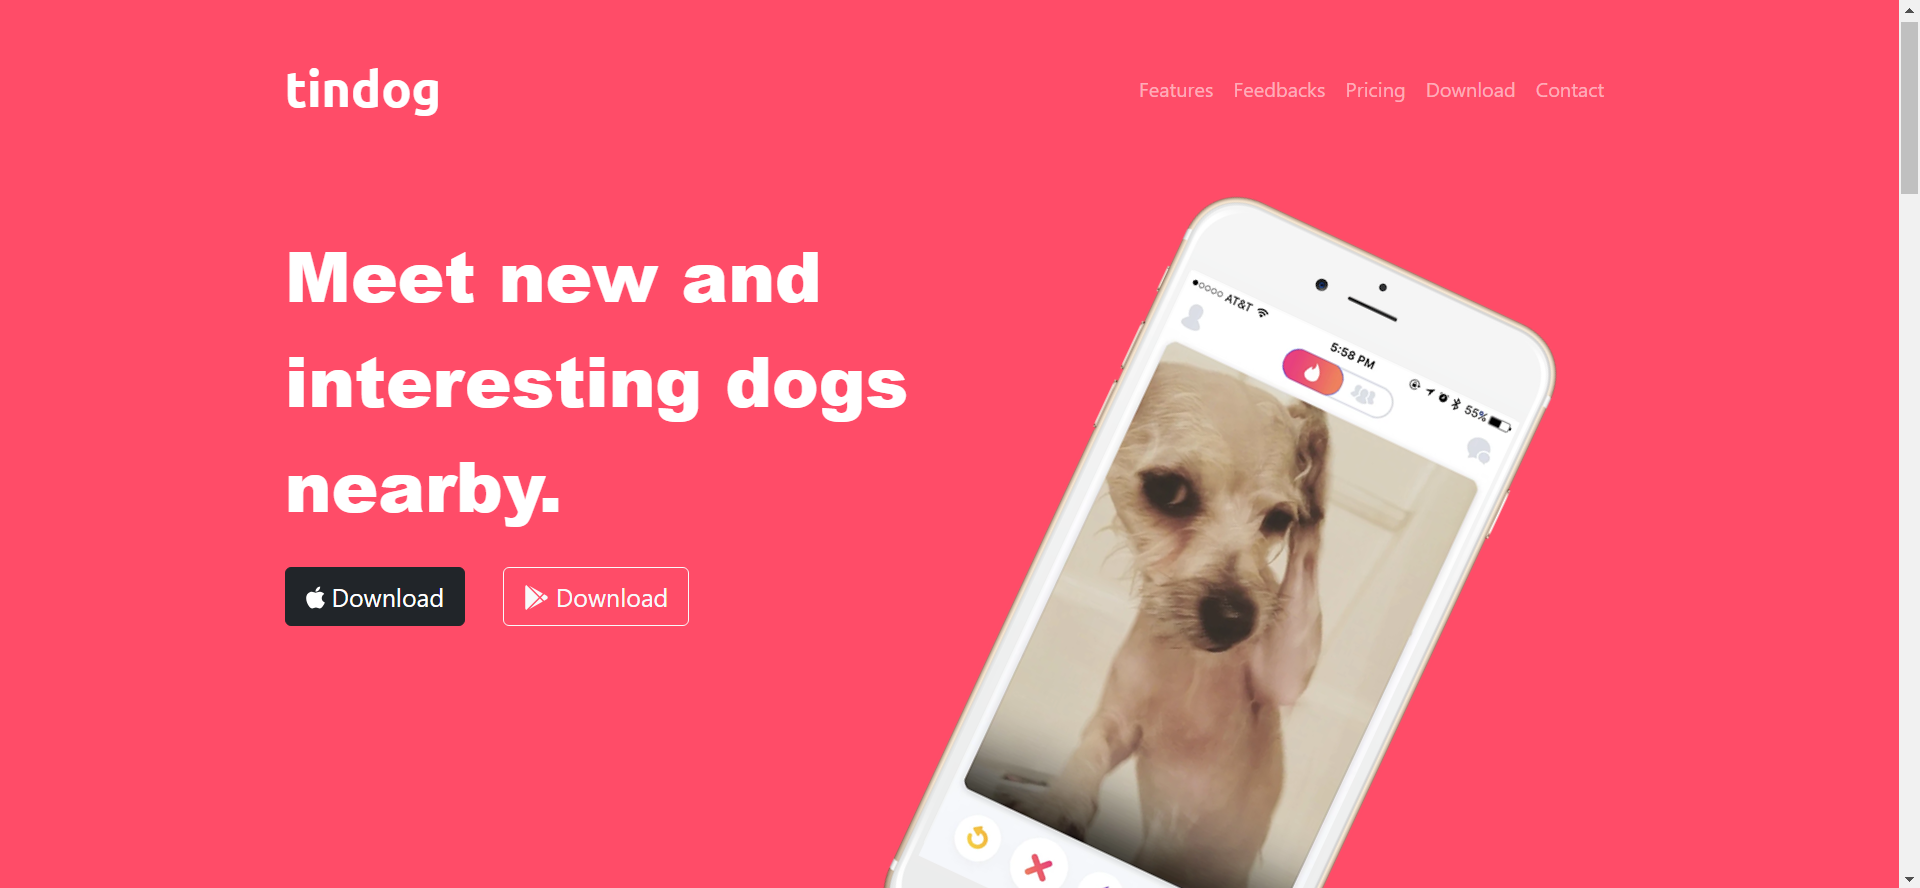 tindog
Features Feedbacks Pricing Download Contact
Meet new and
interesting dogs
nearby.
Download Download
AT&T
5:58 PM
55%